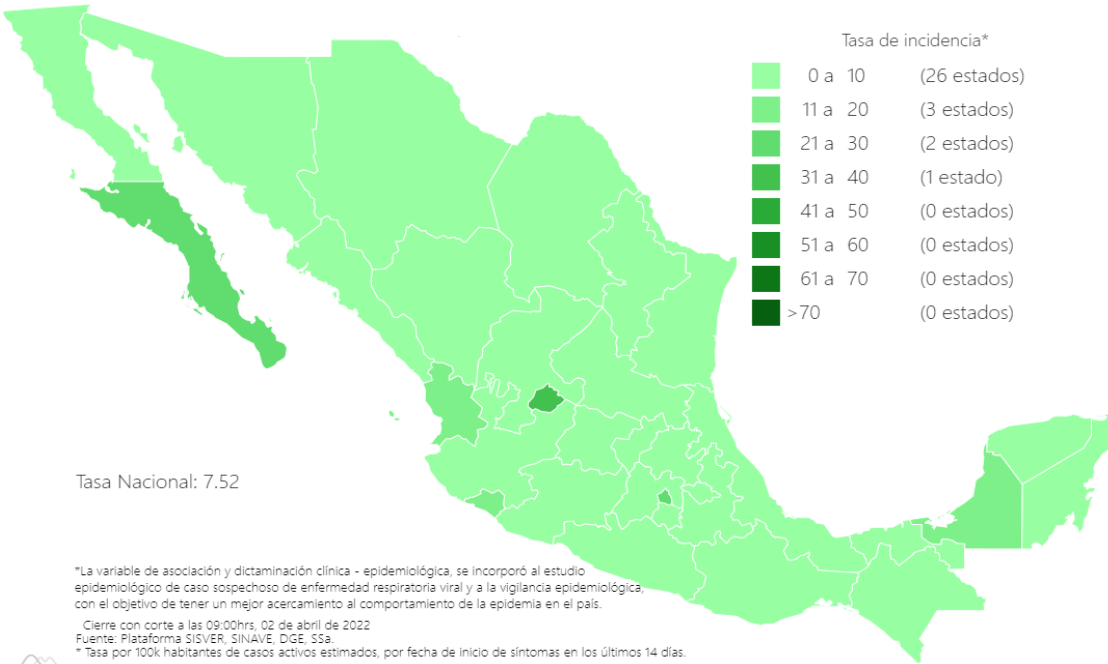 Tasa de incidencia*
0 a 10 (26 estados)
11 a 20 (3 estados)
21 a 30 (2 estados)
31 a 40 (1 estado)
41 a 50 (0 estados)
51 a 60 (0 estados)
61 a 70 (0 estados)
>70 (0 estados)
Tasa Nacional: 7.52
*La variable de asociación y dictaminación clínica - epidemiológica, se incorporó al estudio
epidemiológico de caso sospechoso de enfermedad respiratoria viral y a la vigilancia epidemiológica,
con el objetivo de tener un mejor acercamiento al comportamiento de la epidemia en el país.
Cierre con corte a las 09:00hrs, 02 de abril de 2022
Fuente: Plataforma SISVER, SINAVE, DGE, SSa.
* Tasa por 100k habitantes de casos activos estimados, por fecha de inicio de síntomas en los últimos 14 días.